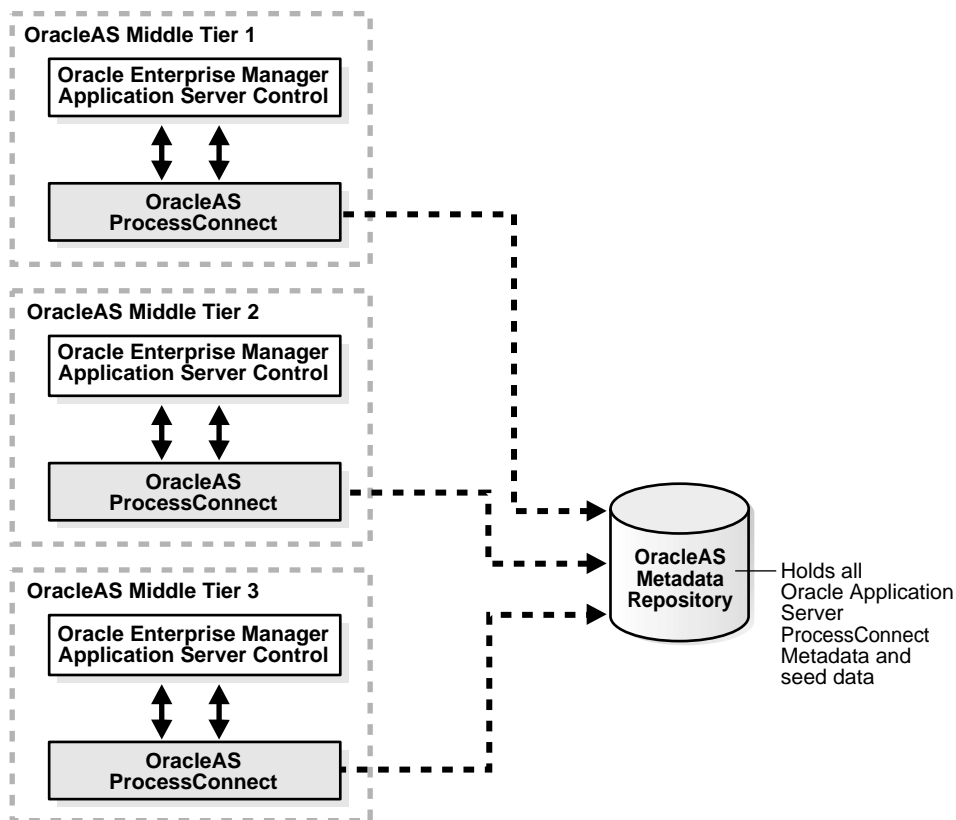 OracleAS Middle Tier 1
Oracle Enterprise Manager
Application Server Control
OracleAS
ProcessConnect
OracleAS Middle Tier 2
Oracle Enterprise Manager
Application Server Control
OracleAS
ProcessConnect
OracleAS Middle Tier 3
Oracle Enterprise Manager
Application Server Control
OracleAS
ProcessConnect
OracleAS
Metadata
Repository
Holds all
Oracle Application
Server
ProcessConnect
Metadata and
seed data